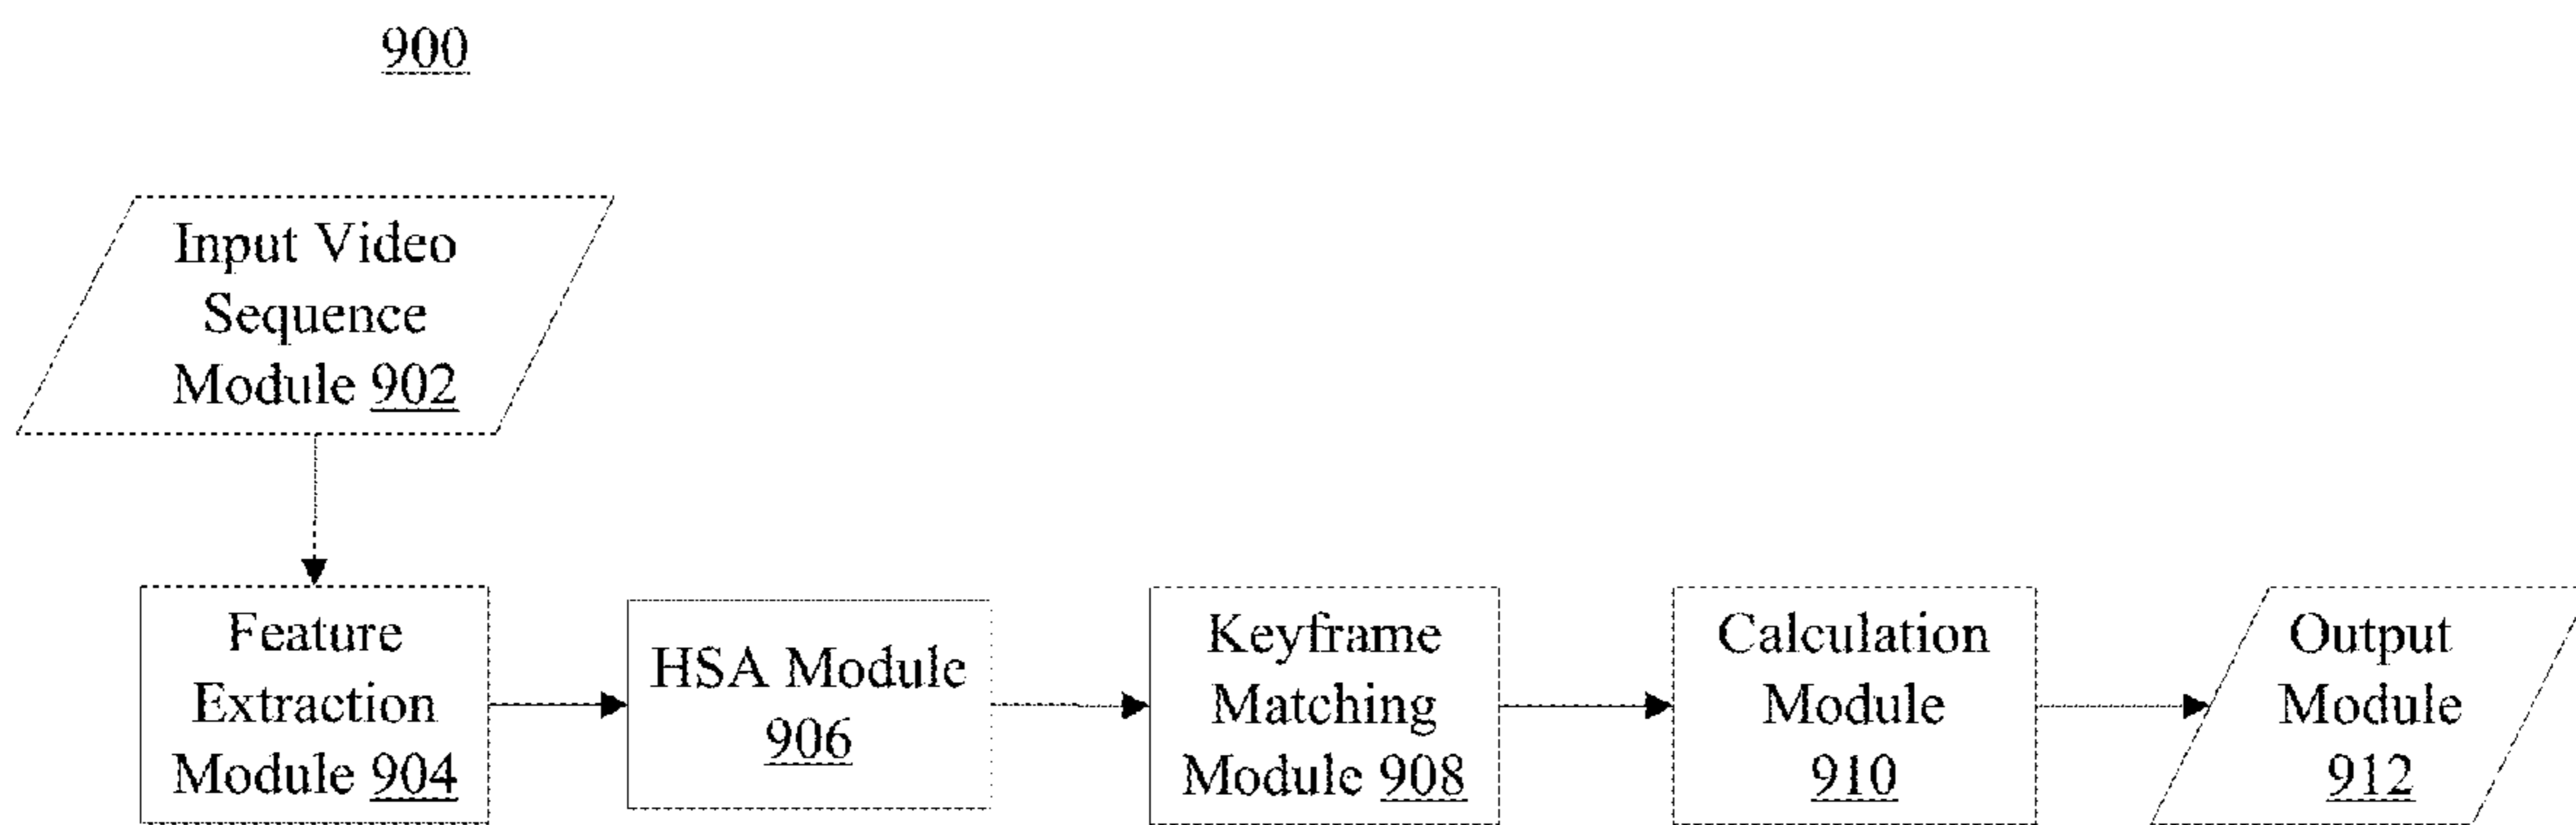 900
Input Video
Sequence
Module 902
Feature
Extraction
Module 904
HSA Module
906
Keyframe
Matching
Module 908
Calculation
Module
910
Output
Module
912